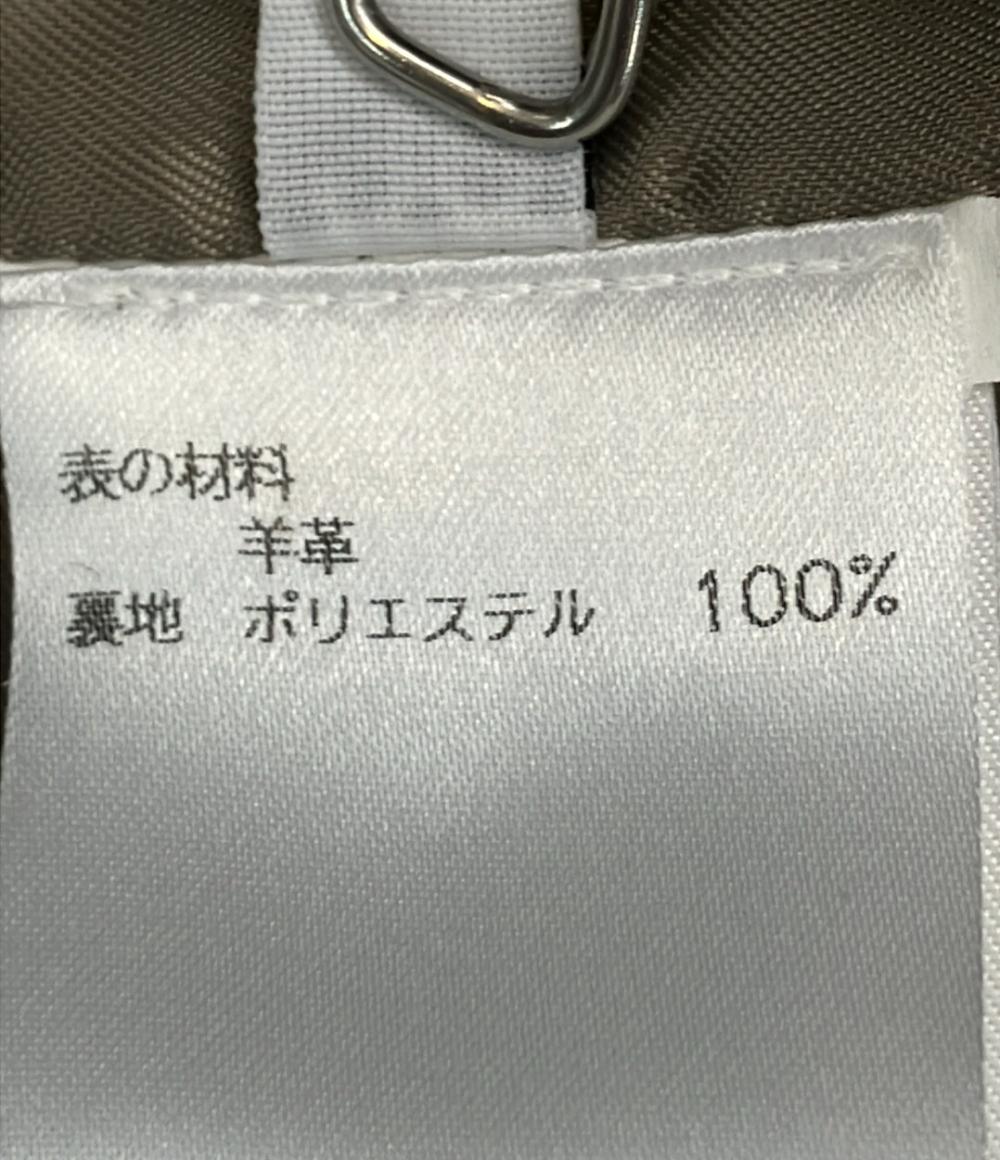 表の材料
羊革
裏地 ポリエステル 100%